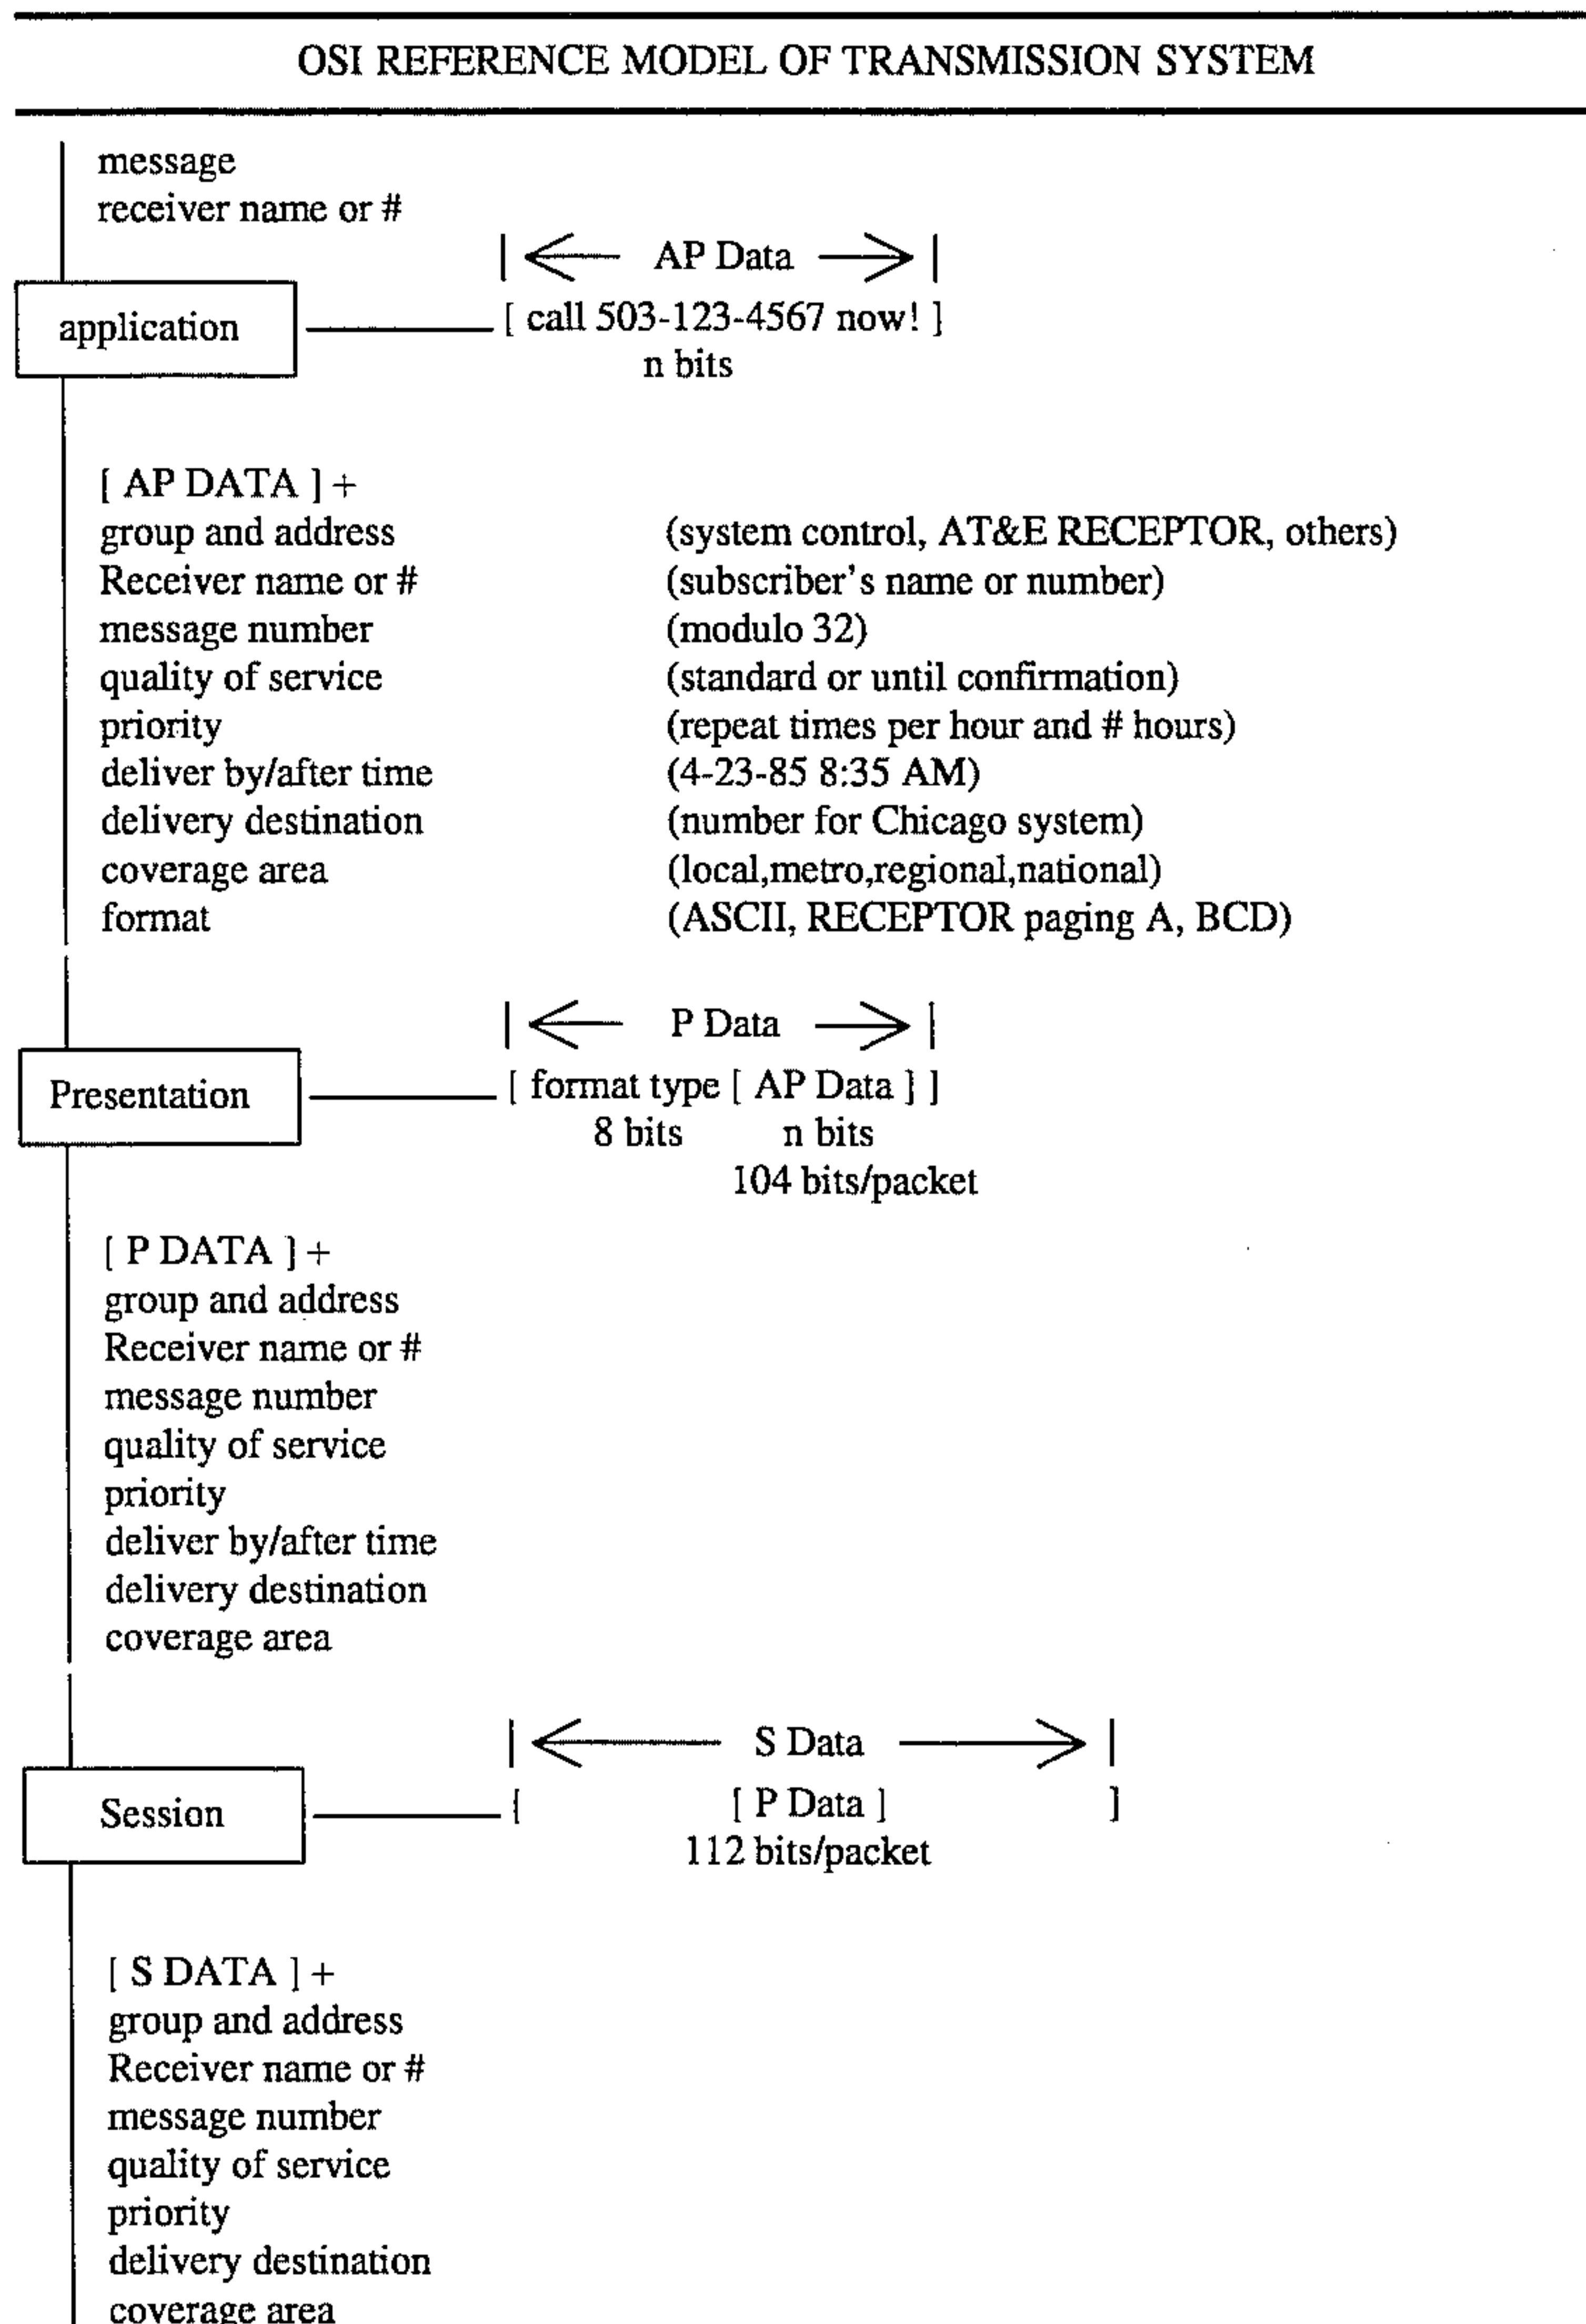 OSI REFERENCE MODEL OF TRANSMISSION SYSTEM
message
receiver name or #
| <— AP Data —> |
application
[ call 503-123-4567 now! ]
n bits
[ AP DATA ] +
group and address (system control, AT&E RECEPTOR, others)
Receiver name or # (subscriber's name or number)
message number (modulo 32)
quality of service (standard or until confirmation)
priority (repeat times per hour and # hours)
deliver by/after time (4-23-85 8:35 AM)
delivery destination (number for Chicago system)
coverage area (local,metro,regional,national)
format (ASCII, RECEPTOR paging A, BCD)
| <— P Data —> |
Presentation
[ format type [ AP Data ] ]
8 bits n bits
104 bits/packet
[ P DATA ] +
group and address
Receiver name or #
message number
quality of service
priority
deliver by/after time
delivery destination
coverage area
| <— S Data —> |
Session
[ [ P Data ] ]
112 bits/packet
[ S DATA ] +
group and address
Receiver name or #
message number
quality of service
priority
delivery destination
coverage area